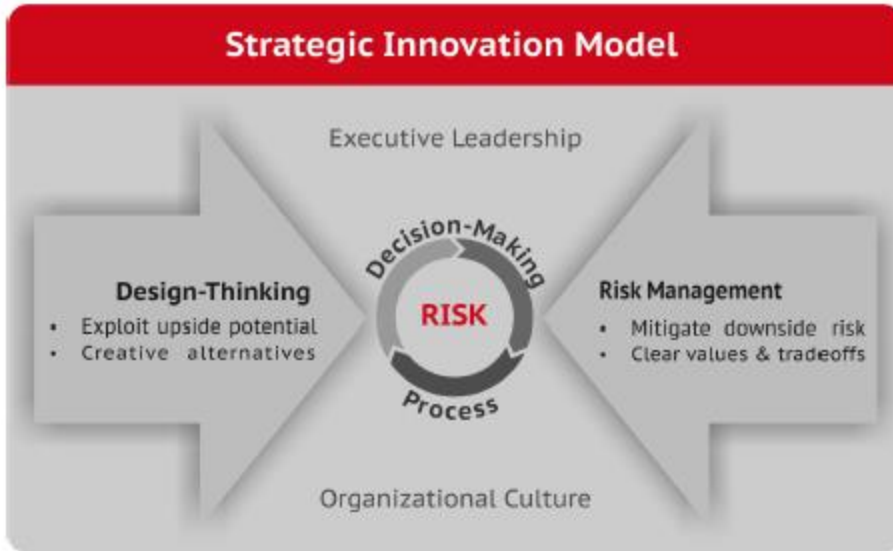 Strategic Innovation Model
Executive Leadership
Decision-Making
Process
RISK
Design-Thinking
• Exploit upside potential
• Creative alternatives
Risk Management
• Mitigate downside risk
• Clear values & tradeoffs
Organizational Culture